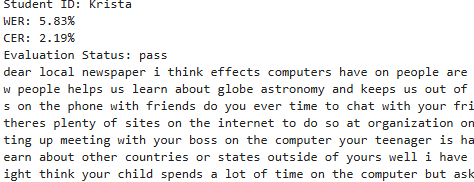 Student ID: Krista
WER: 5.83%
CER: 2.19%
Evaluation Status: pass
dear local newspaper i think effects computers have on people are
w people helps us learn about globe astronomy and keeps us out of
s on the phone with friends do you ever time to chat with your fri
theres plenty of sites on the internet to do so at organization on
ting up meeting with your boss on the computer your teenager is ha
earn about other countries or states outside of yours well i have
ight think your child spends a lot of time on the computer but ask